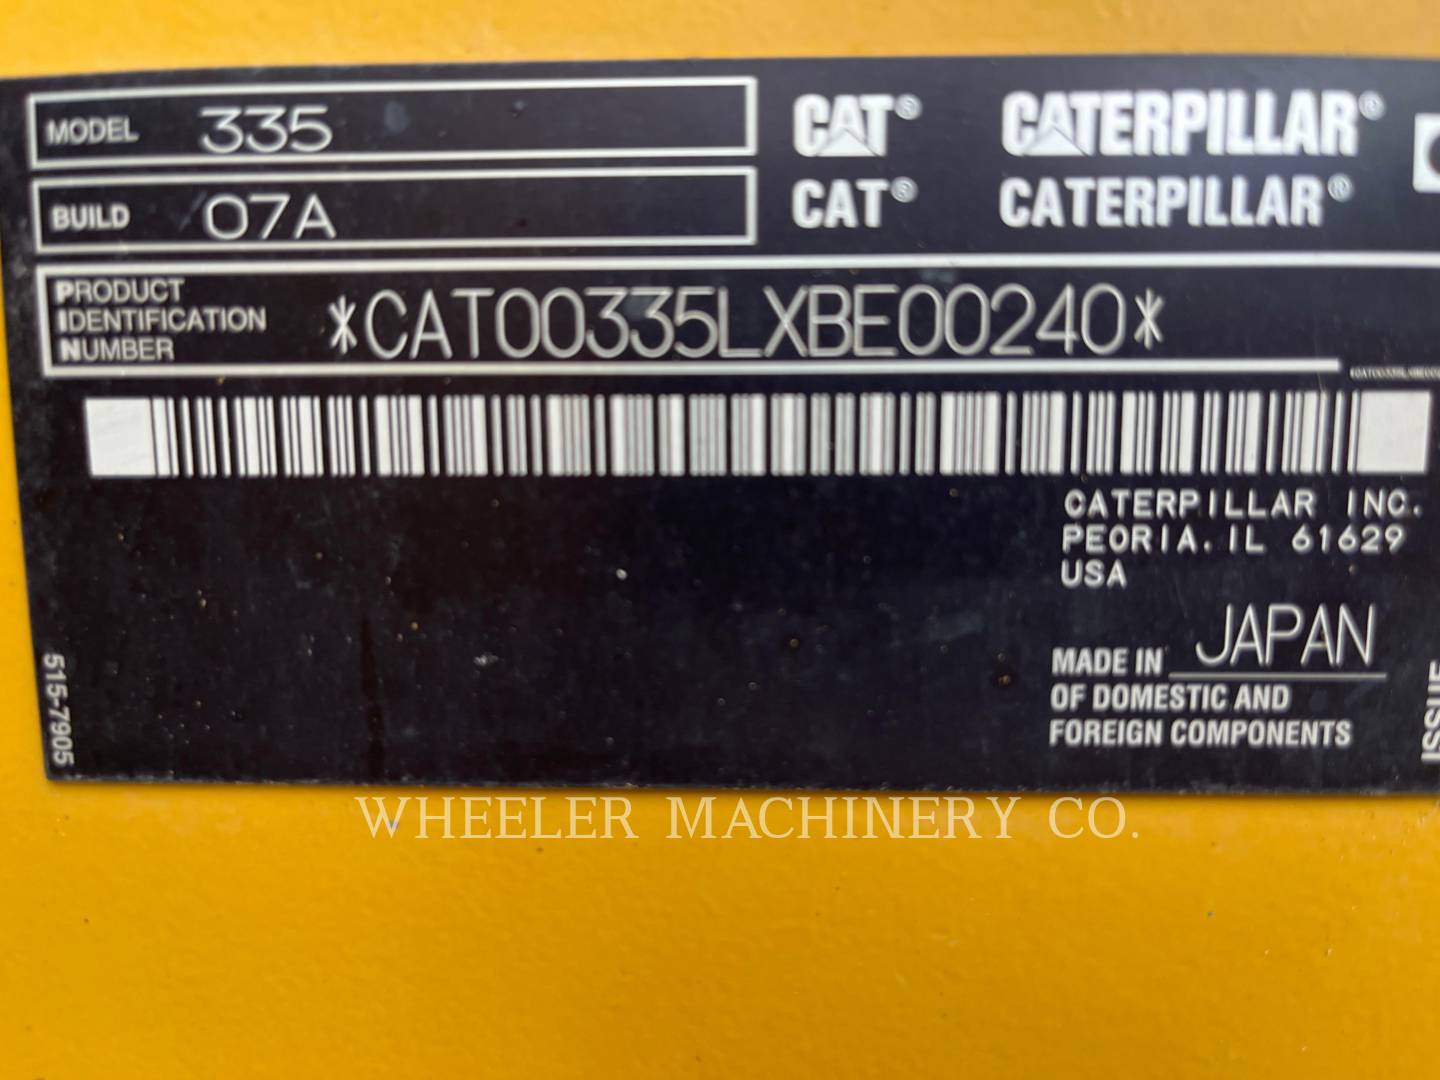 MODEL 335
CAT® CATERPILLAR®
BUILD 07A
CAT® CATERPILLAR®
PRODUCT
IDENTIFICATION
NUMBER
*CAT00335LXBE00240*
CATERPILLAR INC.
PEORIA, IL 61629
USA
MADE IN JAPAN
OF DOMESTIC AND
FOREIGN COMPONENTS
515-7905
ISSUE
WHEELER MACHINERY CO.